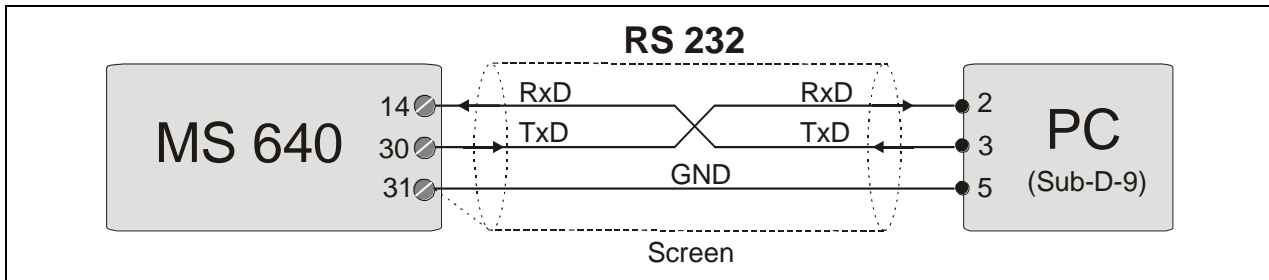 RS 232
14 RxD RxD 2
MS 640 PC
30 TxD TxD 3
(Sub-D-9)
31 GND 5
Screen